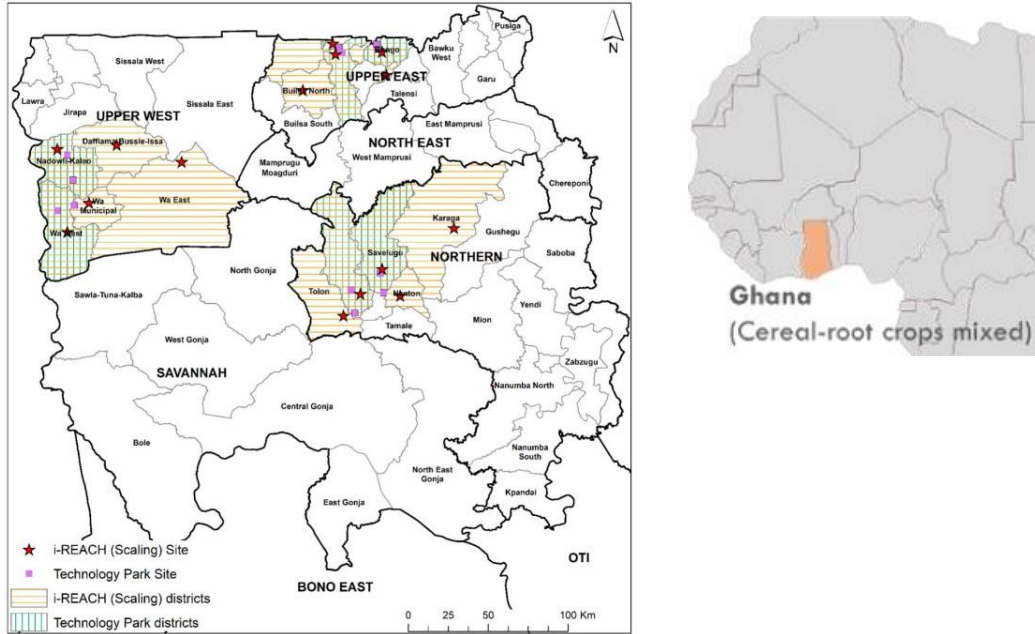 Pusiga
N
Bawku
West
Sissala West
Garu
UPPER EAST
Talensi
Lawra
Sissala East
Builsa North
Jirapa
UPPER WEST
Builsa South
East Mamprusi
NORTH EAST
Daffiama Bussie-Issa
West Mamprusi
Nadowli-Kaleo
Mamprugu
Moagduri
Chereponi
Wa East
Wa
Municipal
Karaga
Gushegu
Wa West
Saboba
Savelugu
NORTHERN
North Gonja
Tolon
Nanton
Yendi
Sawla-Tuna-Kalba
Mion
Tamale
West Gonja
Zabzugu
SAVANNAH
Nanumba North
Central Gonja
Bole
Nanumba
South
North East
Gonja
Kpandai
East Gonja
i-REACH (Scaling) Site
OTI
Technology Park Site
BONO EAST
i-REACH (Scaling) districts
Technology Park districts
0 25 50 100 Km
Ghana
(Cereal-root crops mixed)